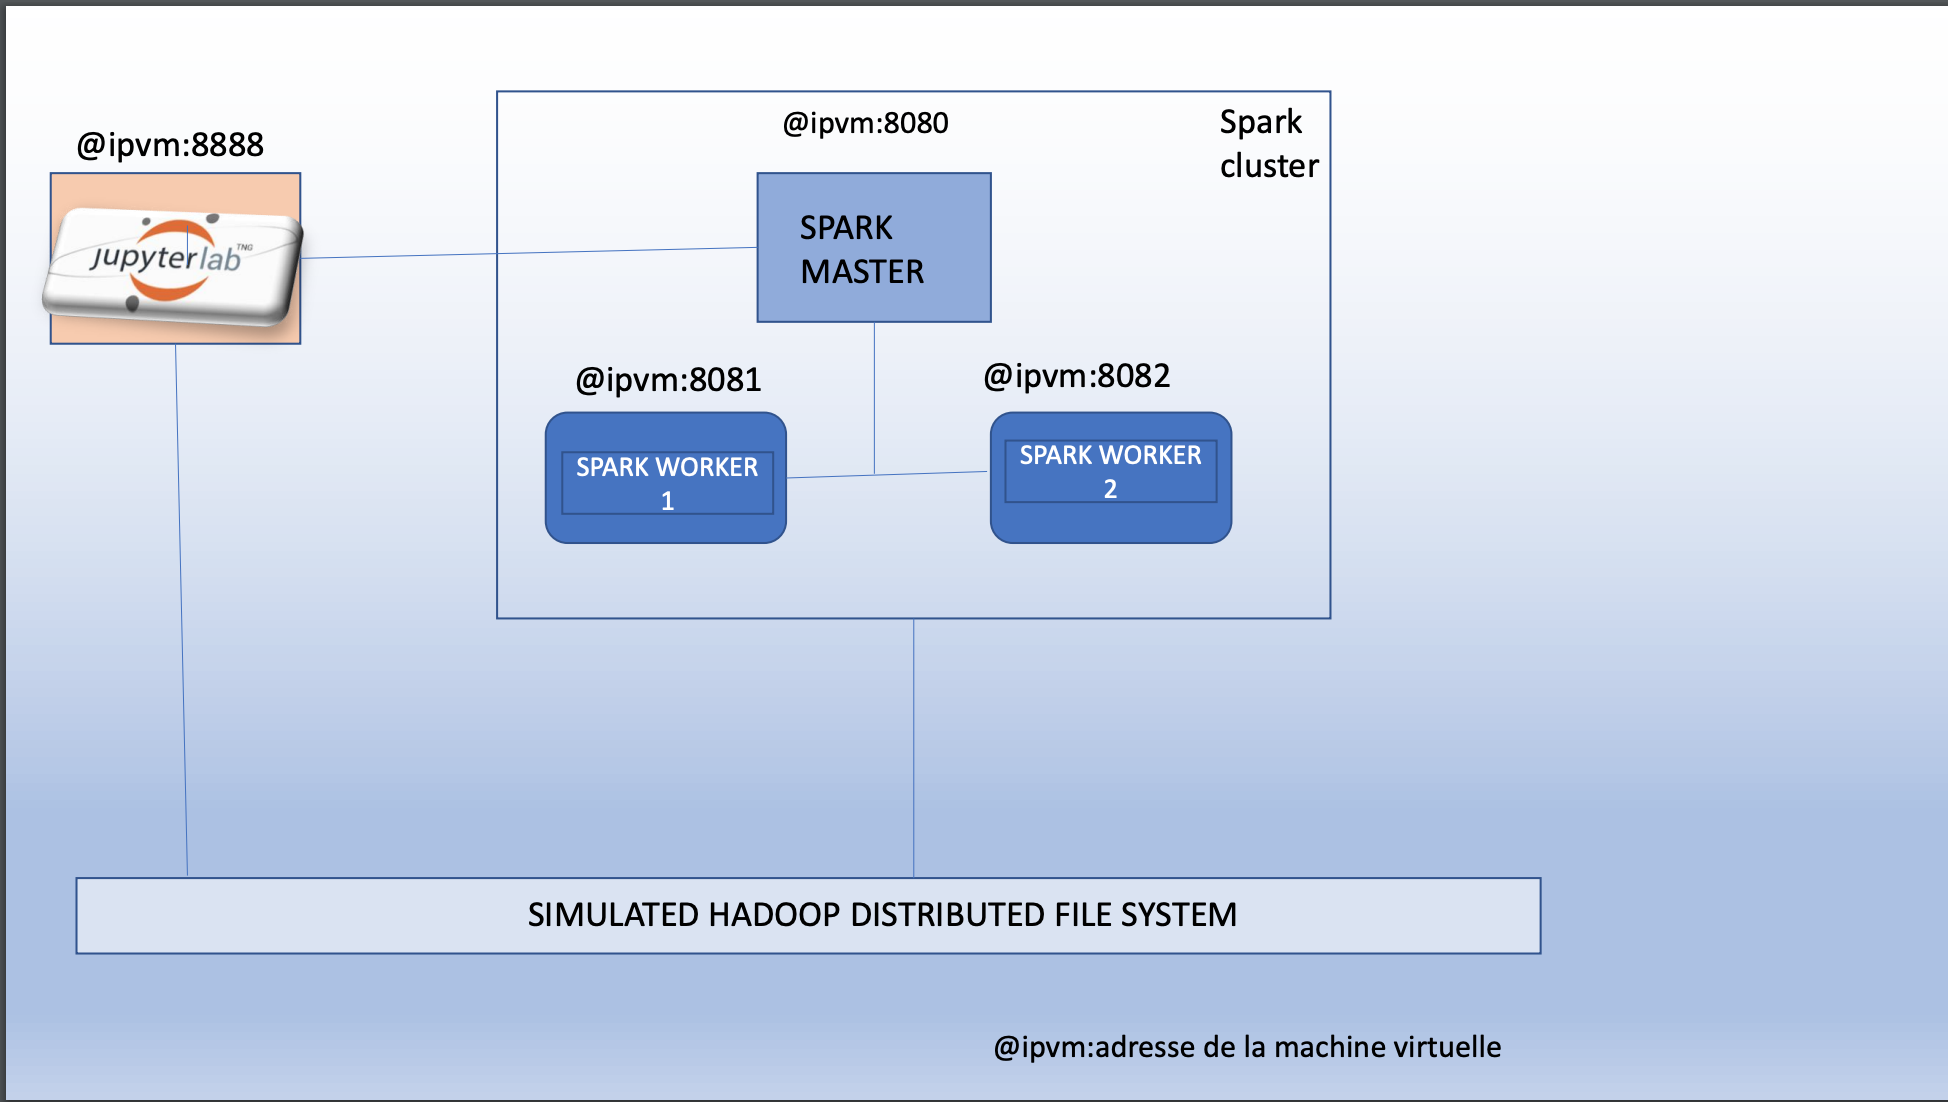 @ipvm:8888
jupyterlab TNG
@ipvm:8080
Spark
cluster
SPARK
MASTER
@ipvm:8081
@ipvm:8082
SPARK WORKER
1
SPARK WORKER
2
SIMULATED HADOOP DISTRIBUTED FILE SYSTEM
@ipvm:adresse de la machine virtuelle